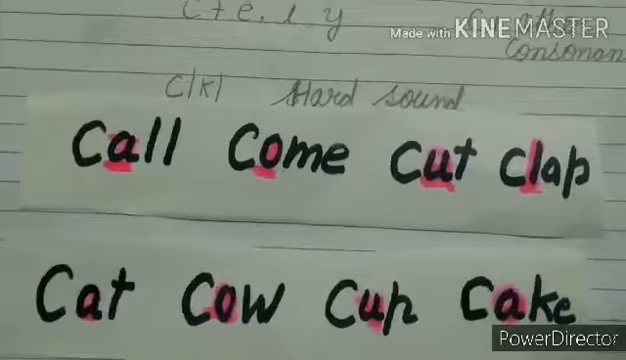 C + e, i, y
Made with KINEMASTER
Consonan
C/k/ Hard sound
Call Come Cut Clap
Cat Cow Cup Cake
PowerDirector